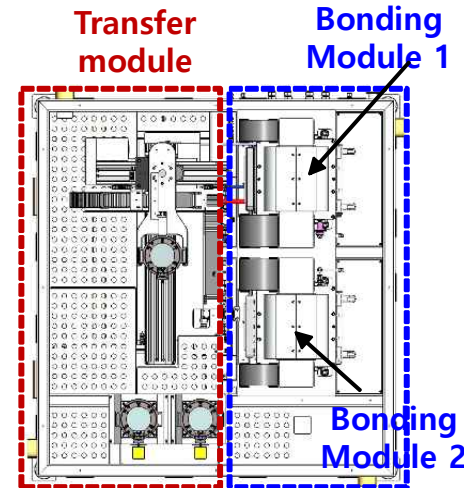 Transfer
module
Bonding
Module 1
Bonding
Module 2